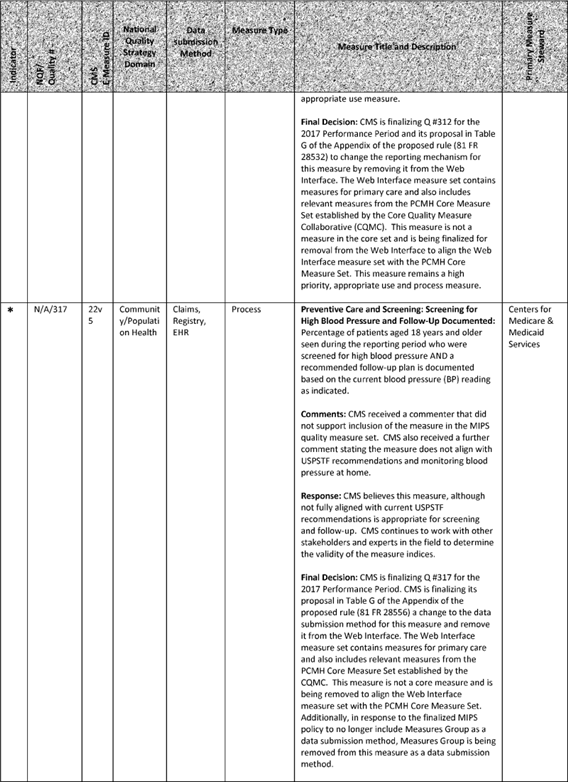 Indicator
NQF/
Quality #
CMS
E-Measure ID
National
Quality
Strategy
Domain
Data
submission
Method
Measure Type
Measure Title and Description
Primary Measure
Steward
appropriate use measure.
Final Decision: CMS is finalizing Q #312 for the
2017 Performance Period and its proposal in Table
G of the Appendix of the proposed rule (81 FR
28532) to change the reporting mechanism for
this measure by removing it from the Web
Interface. The Web Interface measure set contains
measures for primary care and also includes
relevant measures from the PCMH Core Measure
Set established by the Core Quality Measure
Collaborative (CQMC). This measure is not a
measure in the core set and is being finalized for
removal from the Web Interface to align the Web
Interface measure set with the PCMH Core
Measure Set. This measure remains a high
priority, appropriate use and process measure.
*
N/A/317
22v
5
Communit
y/Populati
on Health
Claims,
Registry,
EHR
Process
Preventive Care and Screening: Screening for
High Blood Pressure and Follow-Up Documented:
Percentage of patients aged 18 years and older
seen during the reporting period who were
screened for high blood pressure AND a
recommended follow-up plan is documented
based on the current blood pressure (BP) reading
as indicated.
Comments: CMS received a commenter that did
not support inclusion of the measure in the MIPS
quality measure set. CMS also received a further
comment stating the measure does not align with
USPSTF recommendations and monitoring blood
pressure at home.
Response: CMS believes this measure, although
not fully aligned with current USPSTF
recommendations is appropriate for screening
and follow-up. CMS continues to work with other
stakeholders and experts in the field to determine
the validity of the measure indices.
Final Decision: CMS is finalizing Q #317 for the
2017 Performance Period. CMS is finalizing its
proposal in Table G of the Appendix of the
proposed rule (81 FR 28556) a change to the data
submission method for this measure and remove
it from the Web Interface. The Web Interface
measure set contains measures for primary care
and also includes relevant measures from the
PCMH Core Measure Set established by the
CQMC. This measure is not a core measure and is
being removed to align the Web Interface
measure set with the PCMH Core Measure Set.
Additionally, in response to the finalized MIPS
policy to no longer include Measures Group as a
data submission method, Measures Group is being
removed from this measure as a data submission
method.
Centers for
Medicare &
Medicaid
Services